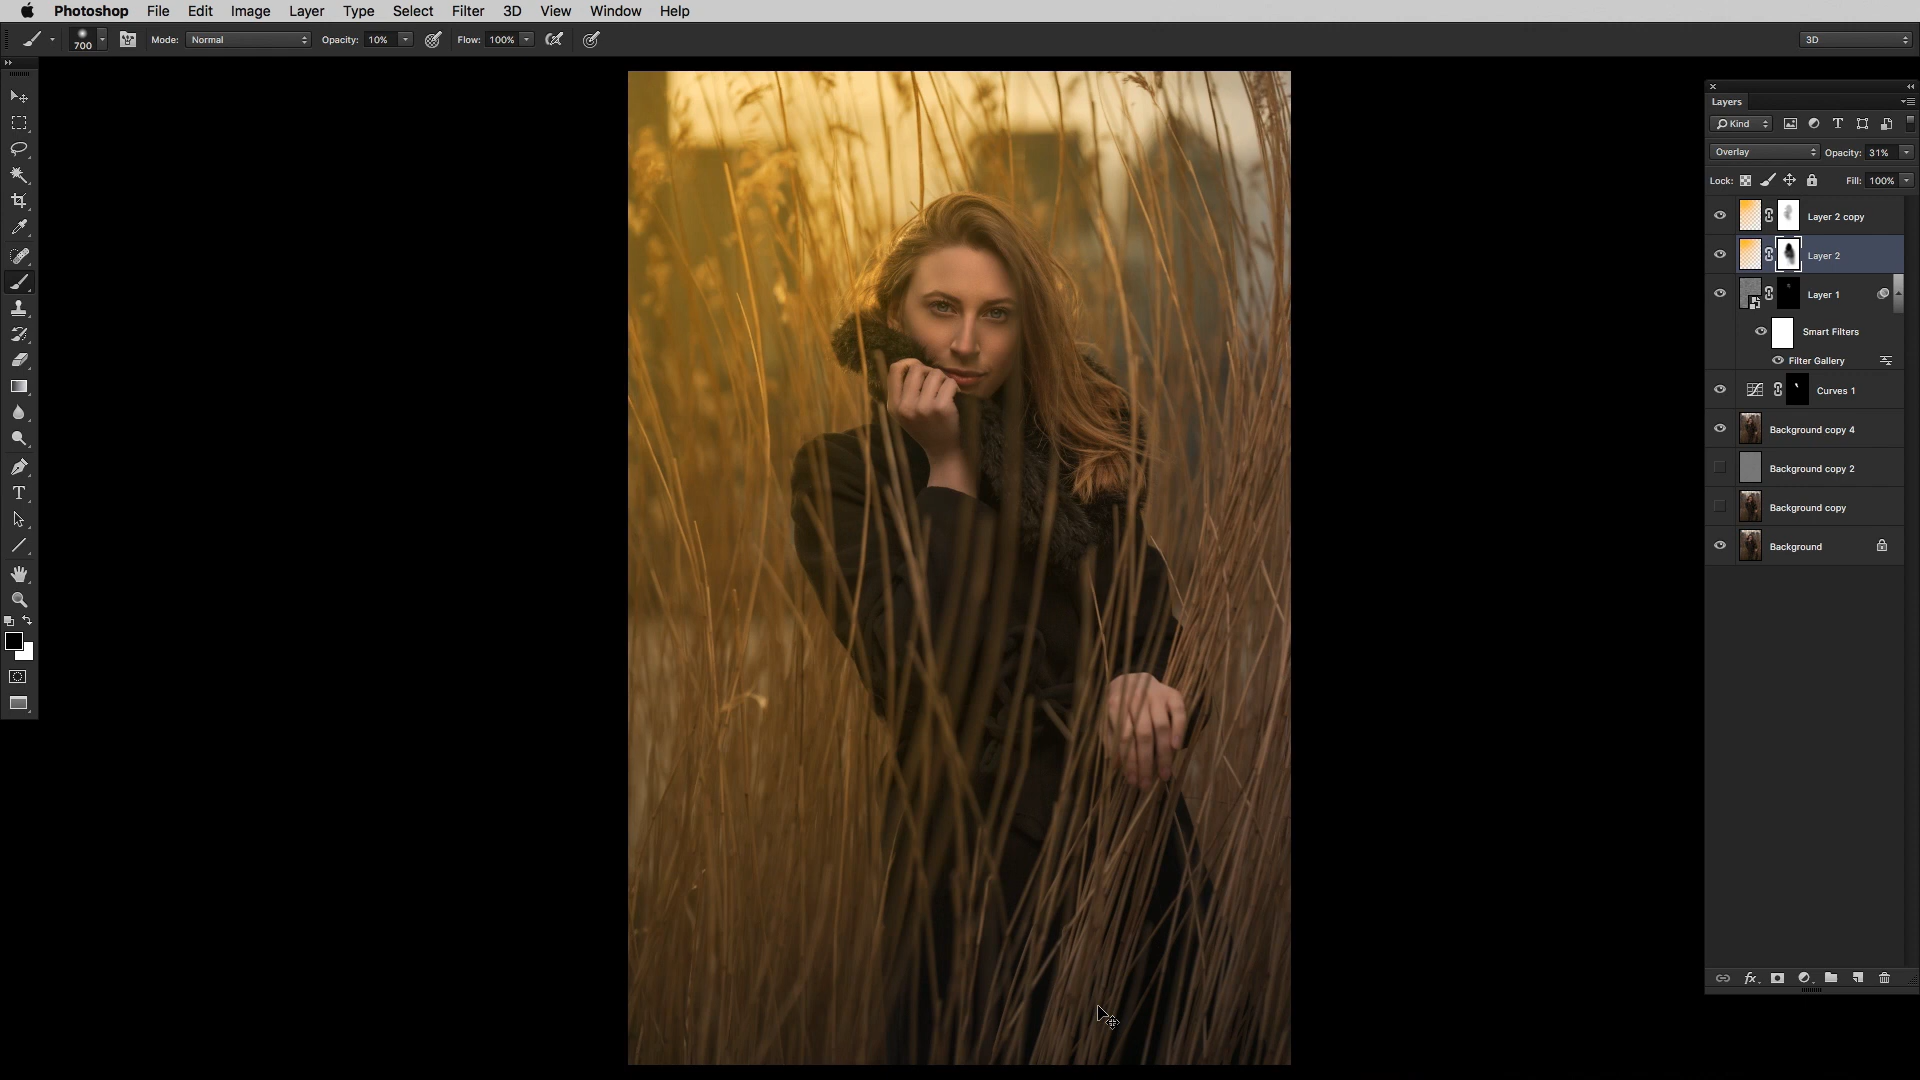 Photoshop File Edit Image Layer Type Select Filter 3D View Window Help
700 Mode: Normal Opacity: 10% Flow: 100% 3D
Layers
Kind T
Overlay Opacity: 31%
Lock: Fill: 100%
Layer 2 copy
Layer 2
Layer 1
Smart Filters
Filter Gallery
Curves 1
Background copy 4
Background copy 2
Background copy
Background
T
fx